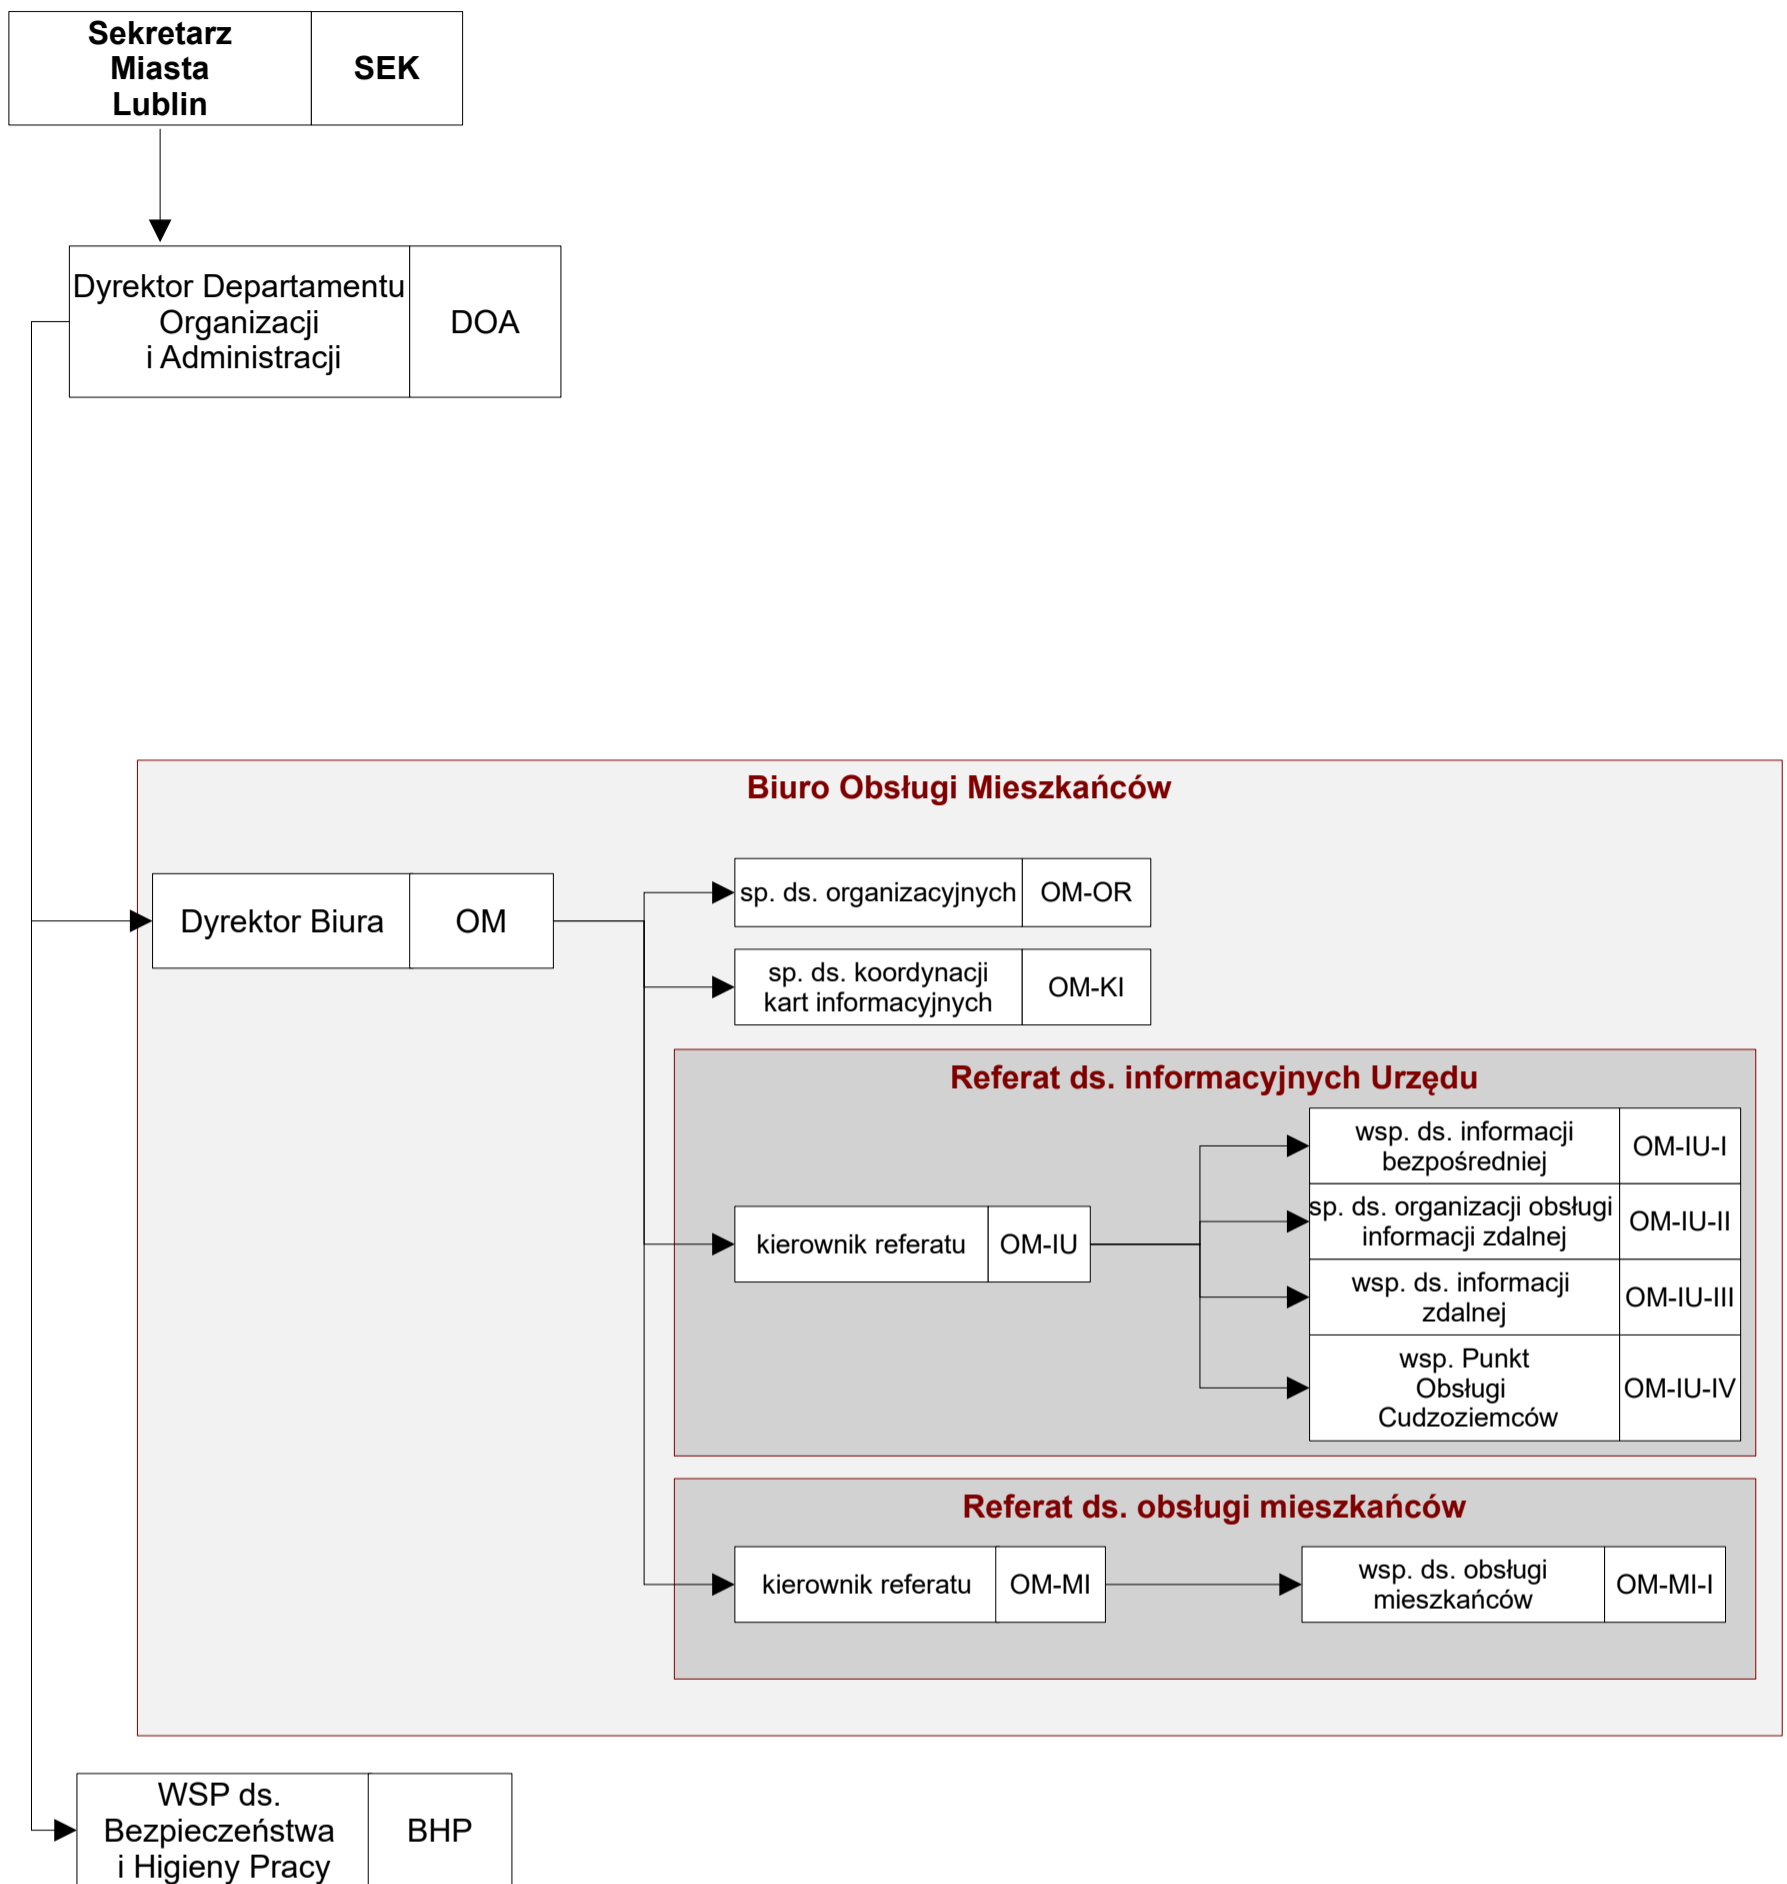 Sekretarz
Miasta
Lublin
SEK
Dyrektor Departamentu
Organizacji
i Administracji
DOA
Biuro Obsługi Mieszkańców
Dyrektor Biura
OM
sp. ds. organizacyjnych
OM-OR
sp. ds. koordynacji
kart informacyjnych
OM-KI
Referat ds. informacyjnych Urzędu
kierownik referatu
OM-IU
wsp. ds. informacji
bezpośredniej
OM-IU-I
sp. ds. organizacji obsługi
informacji zdalnej
OM-IU-II
wsp. ds. informacji
zdalnej
OM-IU-III
wsp. Punkt
Obsługi
Cudzoziemców
OM-IU-IV
Referat ds. obsługi mieszkańców
kierownik referatu
OM-MI
wsp. ds. obsługi
mieszkańców
OM-MI-I
WSP ds.
Bezpieczeństwa
i Higieny Pracy
BHP